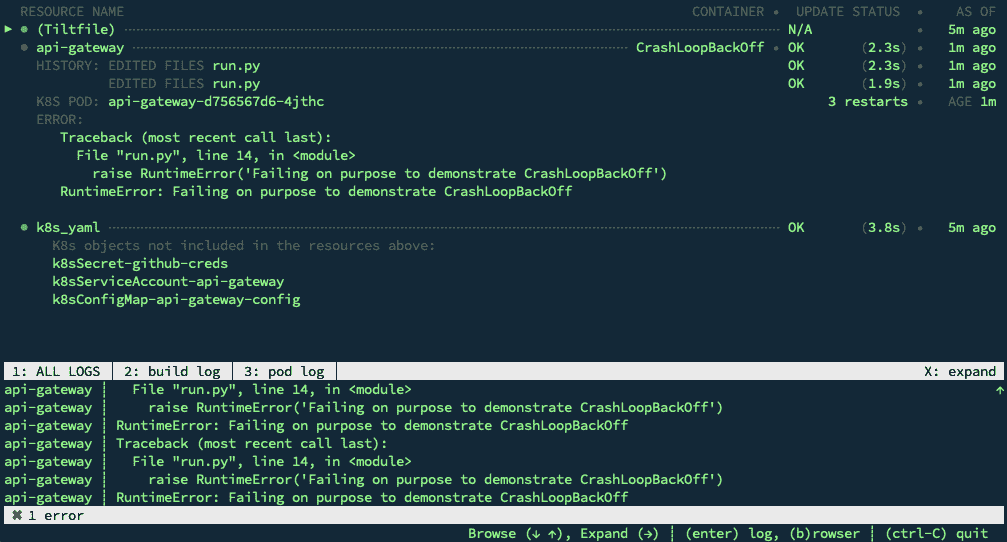 RESOURCE NAME CONTAINER • UPDATE STATUS • AS OF
▶ ● (Tiltfile) N/A • 5m ago
● api-gateway CrashLoopBackOff • OK (2.3s) • 1m ago
HISTORY: EDITED FILES run.py OK (2.3s) • 1m ago
EDITED FILES run.py OK (1.9s) • 1m ago
K8S POD: api-gateway-d756567d6-4jthc 3 restarts • AGE 1m
ERROR:
Traceback (most recent call last):
File "run.py", line 14, in <module>
raise RuntimeError('Failing on purpose to demonstrate CrashLoopBackOff')
RuntimeError: Failing on purpose to demonstrate CrashLoopBackOff
● k8s_yaml OK (3.8s) • 5m ago
K8s objects not included in the resources above:
k8sSecret-github-creds
k8sServiceAccount-api-gateway
k8sConfigMap-api-gateway-config
1: ALL LOGS │ 2: build log │ 3: pod log │ X: expand
api-gateway ┆ File "run.py", line 14, in <module> ↑
api-gateway ┆ raise RuntimeError('Failing on purpose to demonstrate CrashLoopBackOff')
api-gateway ┆ RuntimeError: Failing on purpose to demonstrate CrashLoopBackOff
api-gateway ┆ Traceback (most recent call last):
api-gateway ┆ File "run.py", line 14, in <module>
api-gateway ┆ raise RuntimeError('Failing on purpose to demonstrate CrashLoopBackOff')
api-gateway ┆ RuntimeError: Failing on purpose to demonstrate CrashLoopBackOff
✖ 1 error
Browse (↓ ↑), Expand (→) ┆ (enter) log, (b)rowser ┆ (ctrl-C) quit